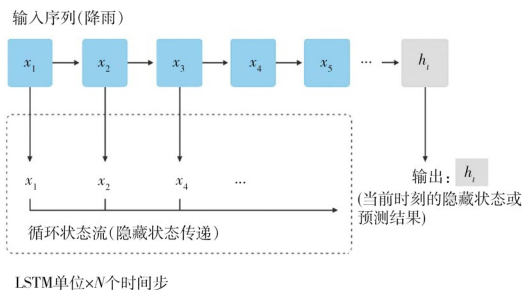 输入序列(降雨)
x₁ x₂ x₃ x₄ x₅ … hₜ
x₁ x₂ x₄ …
输出： hₜ
(当前时刻的隐藏状态或
预测结果)
循环状态流(隐藏状态传递)
LSTM单位×N个时间步